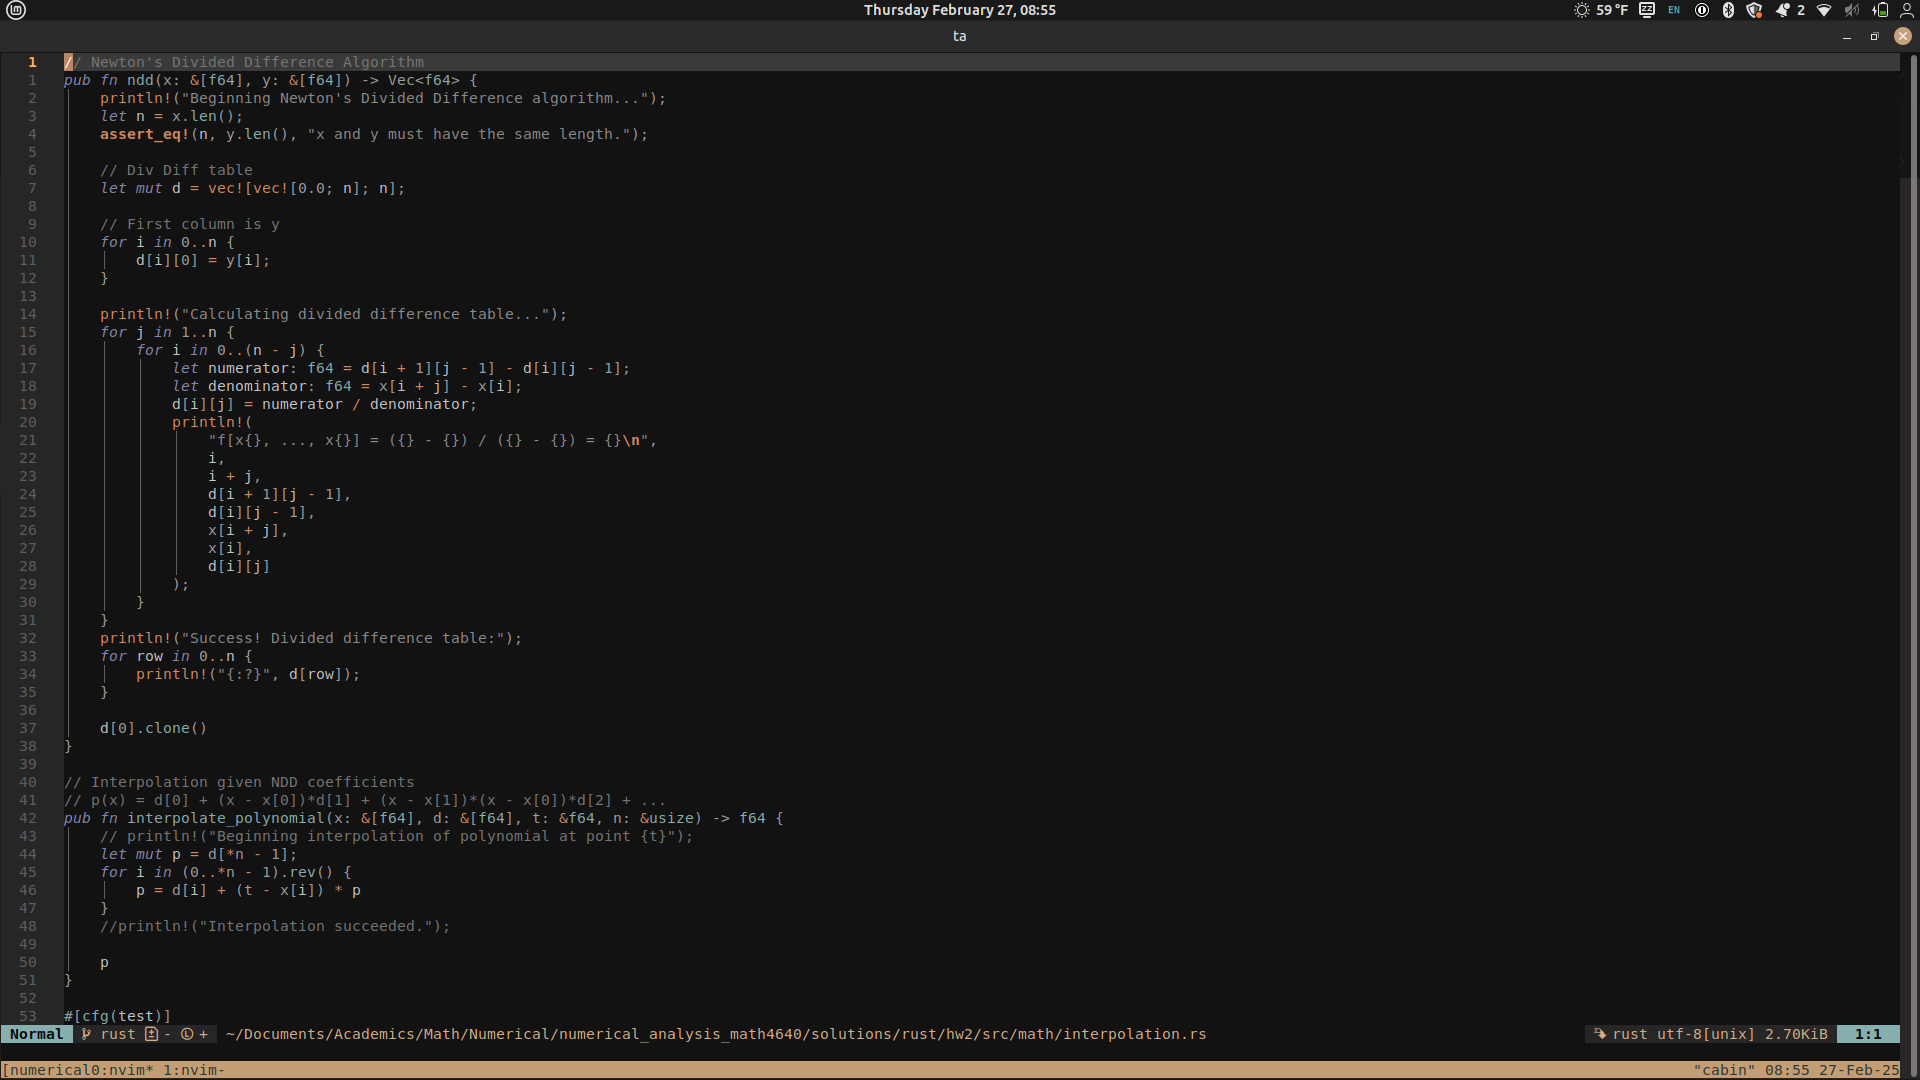 Thursday February 27, 08:55
59 °F
EN
2
ta
1 // Newton's Divided Difference Algorithm
1 pub fn ndd(x: &[f64], y: &[f64]) -> Vec<f64> {
2     println!("Beginning Newton's Divided Difference algorithm...");
3     let n = x.len();
4     assert_eq!(n, y.len(), "x and y must have the same length.");
5
6     // Div Diff table
7     let mut d = vec![vec![0.0; n]; n];
8
9     // First column is y
10     for i in 0..n {
11         d[i][0] = y[i];
12     }
13
14     println!("Calculating divided difference table...");
15     for j in 1..n {
16         for i in 0..(n - j) {
17             let numerator: f64 = d[i + 1][j - 1] - d[i][j - 1];
18             let denominator: f64 = x[i + j] - x[i];
19             d[i][j] = numerator / denominator;
20             println!(
21                 "f[x{}, ..., x{}] = ({} - {}) / ({} - {}) = {}\n",
22                 i,
23                 i + j,
24                 d[i + 1][j - 1],
25                 d[i][j - 1],
26                 x[i + j],
27                 x[i],
28                 d[i][j]
29             );
30         }
31     }
32     println!("Success! Divided difference table:");
33     for row in 0..n {
34         println!("{:?}", d[row]);
35     }
36
37     d[0].clone()
38 }
39
40 // Interpolation given NDD coefficients
41 // p(x) = d[0] + (x - x[0])*d[1] + (x - x[1])*(x - x[0])*d[2] + ...
42 pub fn interpolate_polynomial(x: &[f64], d: &[f64], t: &f64, n: &usize) -> f64 {
43     // println!("Beginning interpolation of polynomial at point {t}");
44     let mut p = d[*n - 1];
45     for i in (0..*n - 1).rev() {
46         p = d[i] + (t - x[i]) * p
47     }
48     //println!("Interpolation succeeded.");
49
50     p
51 }
52
53 #[cfg(test)]
Normal rust - + ~/Documents/Academics/Math/Numerical/numerical_analysis_math4640/solutions/rust/hw2/src/math/interpolation.rs rust utf-8[unix] 2.70KiB 1:1
[numerical0:nvim* 1:nvim- "cabin" 08:55 27-Feb-25